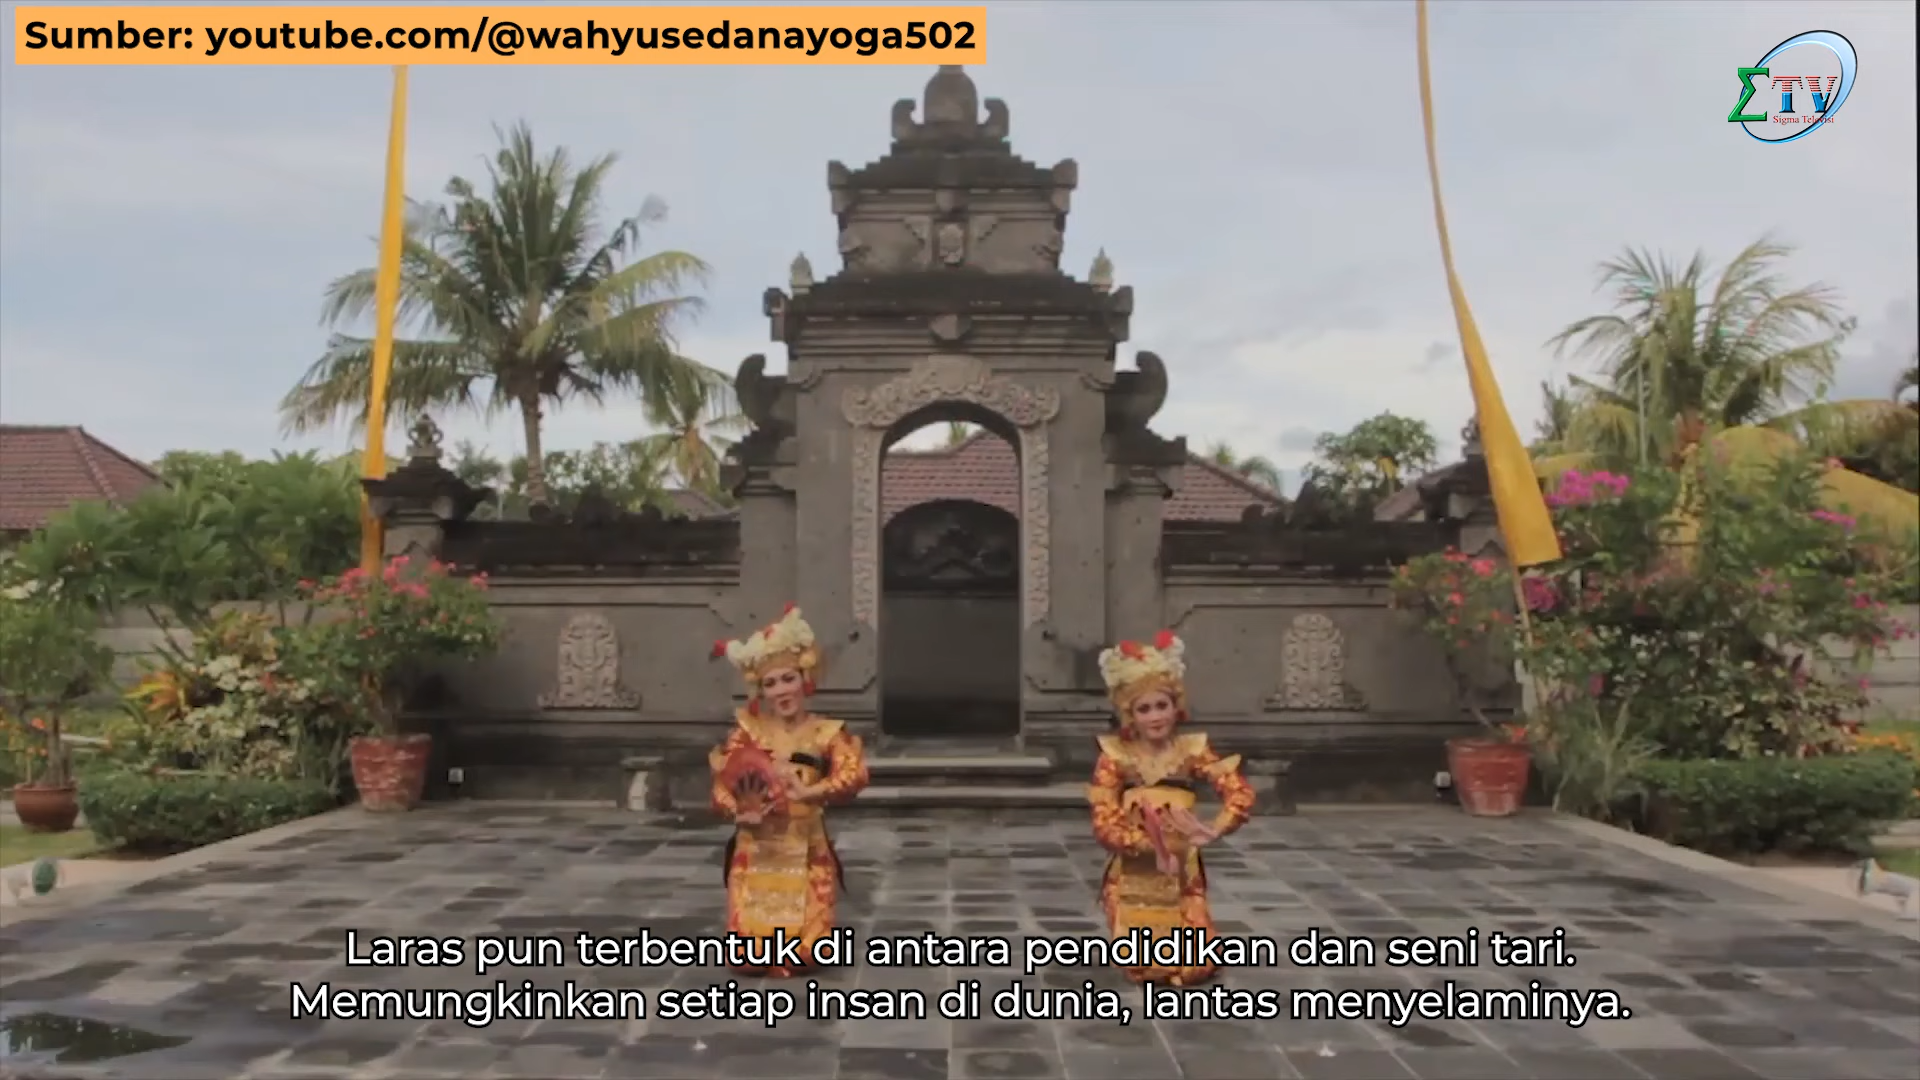 Sumber: youtube.com/@wahyusedanayoga502
ΣTV
Sigma Televisi
Laras pun terbentuk di antara pendidikan dan seni tari.
Memungkinkan setiap insan di dunia, lantas menyelaminya.